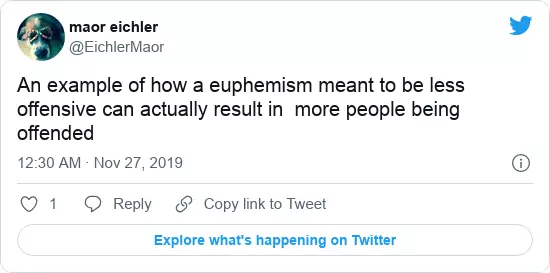 maor eichler
@EichlerMaor
An example of how a euphemism meant to be less
offensive can actually result in  more people being
offended
12:30 AM · Nov 27, 2019
1 Reply Copy link to Tweet
Explore what's happening on Twitter